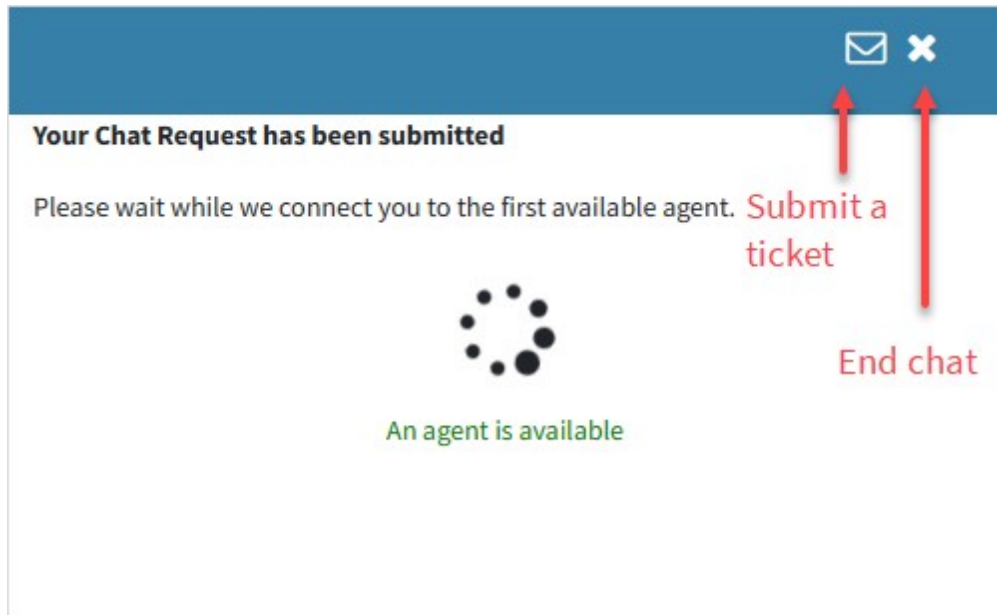 Your Chat Request has been submitted
Please wait while we connect you to the first available agent.
Submit a
ticket
End chat
An agent is available